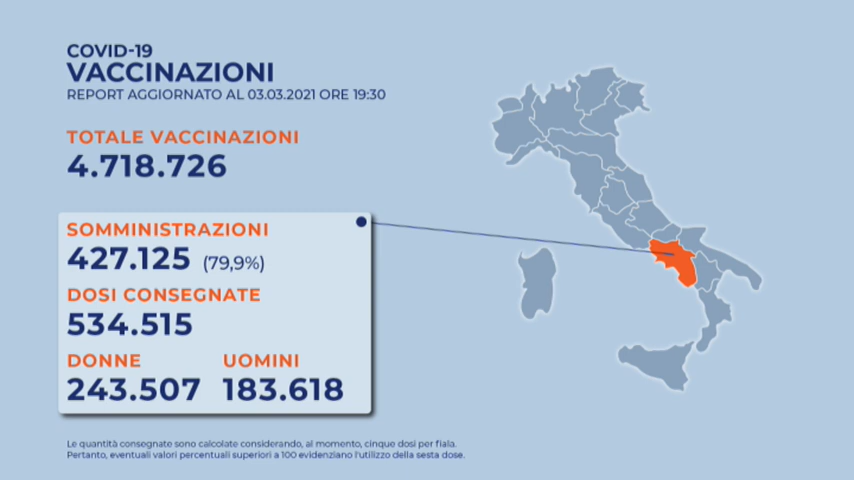 COVID-19
VACCINAZIONI
REPORT AGGIORNATO AL 03.03.2021 ORE 19:30
TOTALE VACCINAZIONI
4.718.726
SOMMINISTRAZIONI
427.125 (79,9%)
DOSI CONSEGNATE
534.515
DONNE UOMINI
243.507 183.618
Le quantità consegnate sono calcolate considerando, al momento, cinque dosi per fiala.
Pertanto, eventuali valori percentuali superiori a 100 evidenziano l'utilizzo della sesta dose.